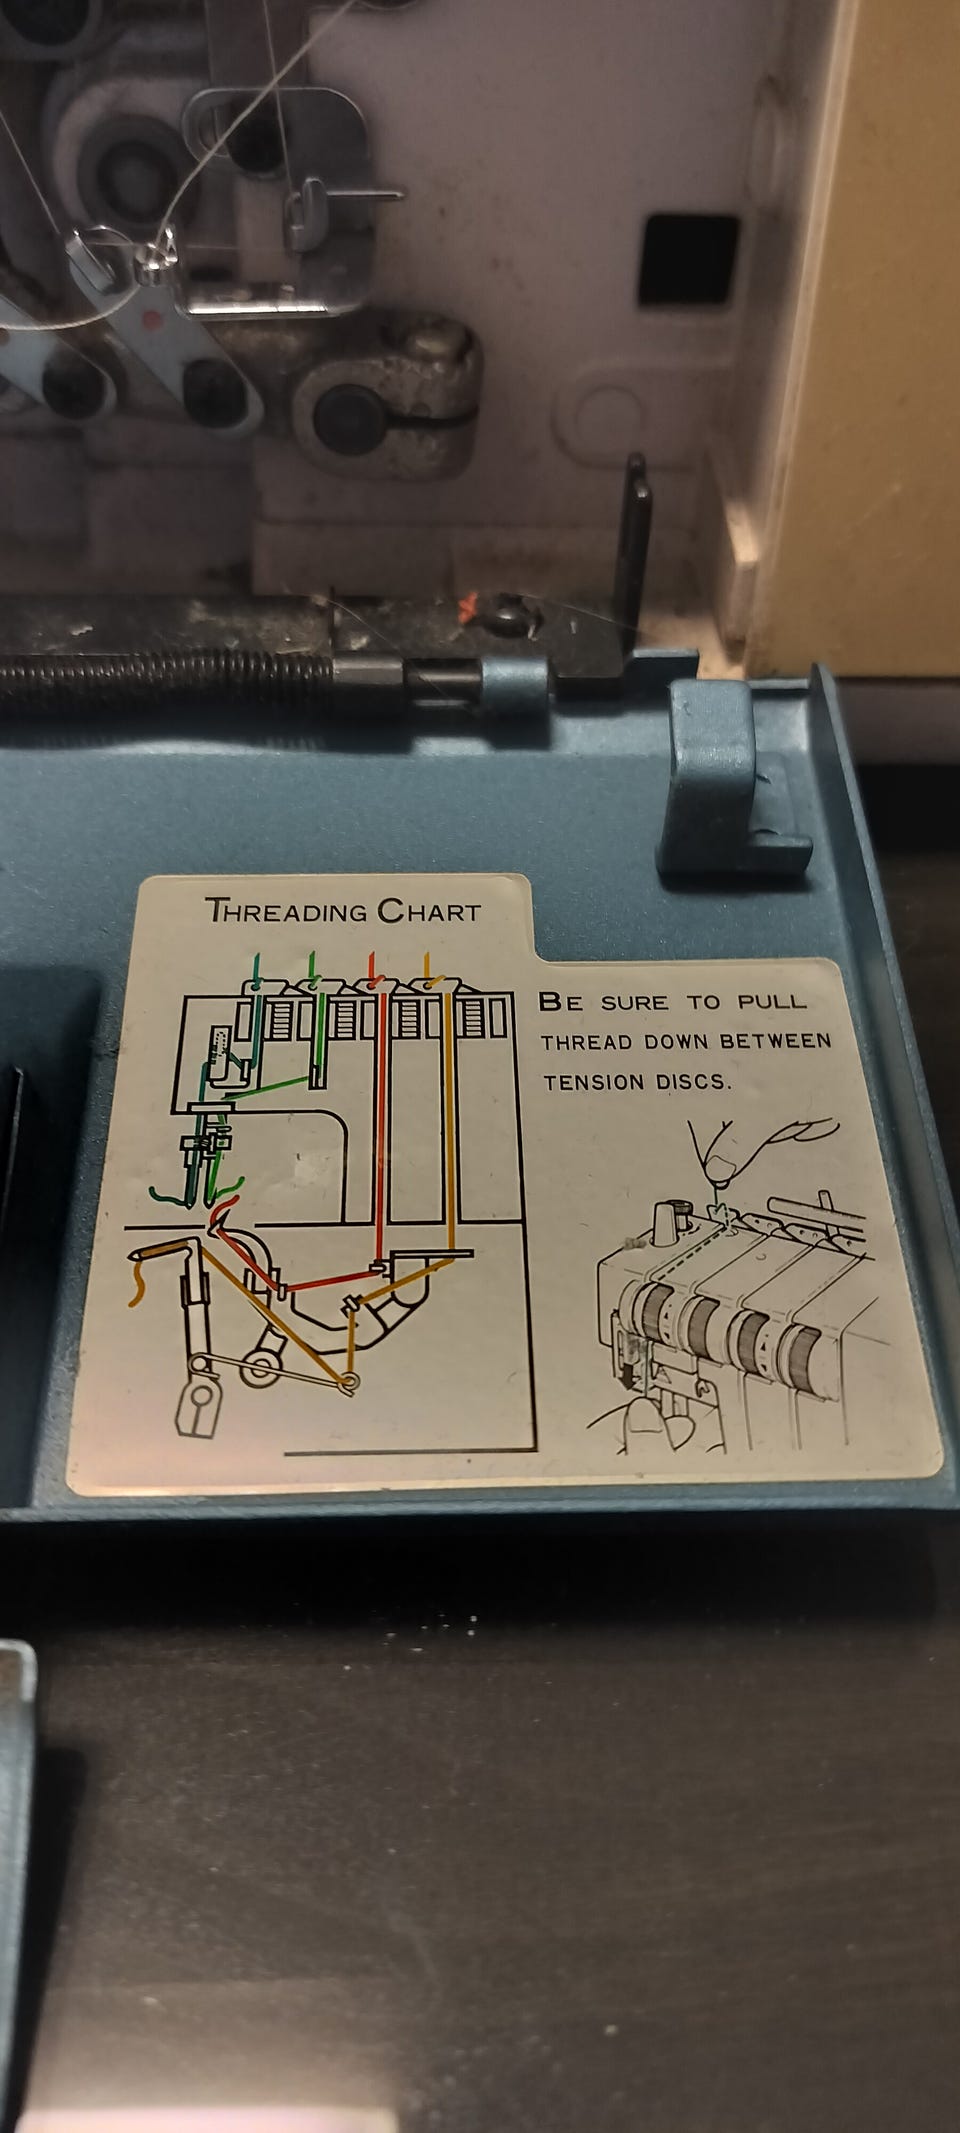 THREADING CHART
BE SURE TO PULL
THREAD DOWN BETWEEN
TENSION DISCS.